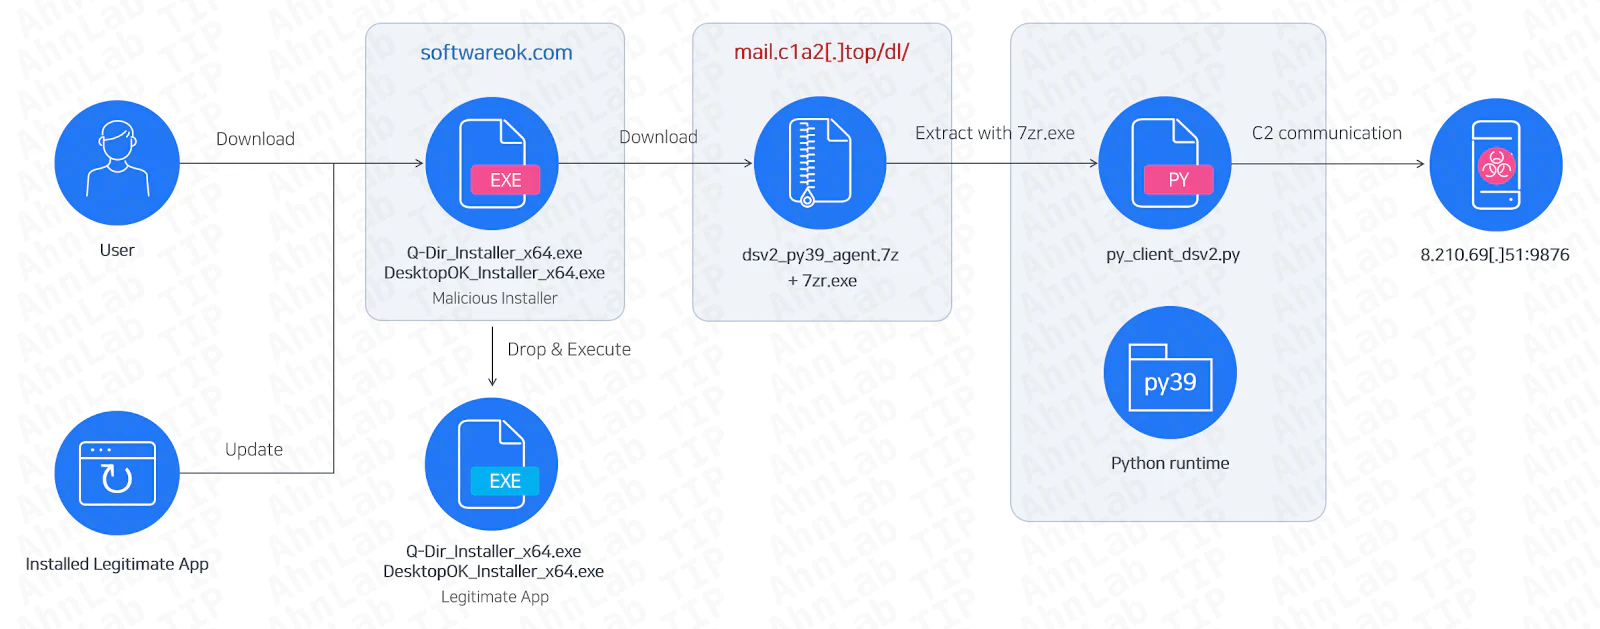 softwareok.com
mail.c1a2[.]top/dl/
Download
Download
Extract with 7zr.exe
C2 communication
EXE
PY
User
Q-Dir_Installer_x64.exe
DesktopOK_Installer_x64.exe
Malicious Installer
dsv2_py39_agent.7z
+ 7zr.exe
py_client_dsv2.py
8.210.69[.]51:9876
Drop & Execute
py39
Update
EXE
Python runtime
Installed Legitimate App
Q-Dir_Installer_x64.exe
DesktopOK_Installer_x64.exe
Legitimate App
AhnLab TIP